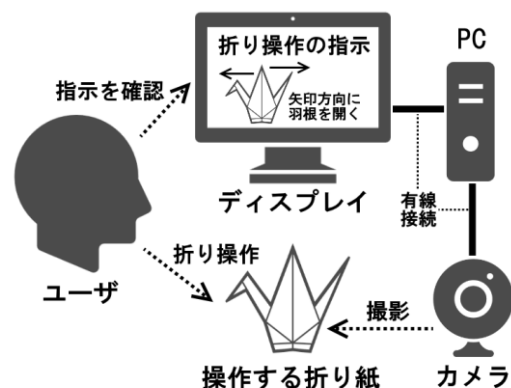 折り操作の指示
矢印方向に
羽根を開く
PC
指示を確認
ディスプレイ
有線
接続
折り操作
ユーザ
撮影
操作する折り紙
カメラ